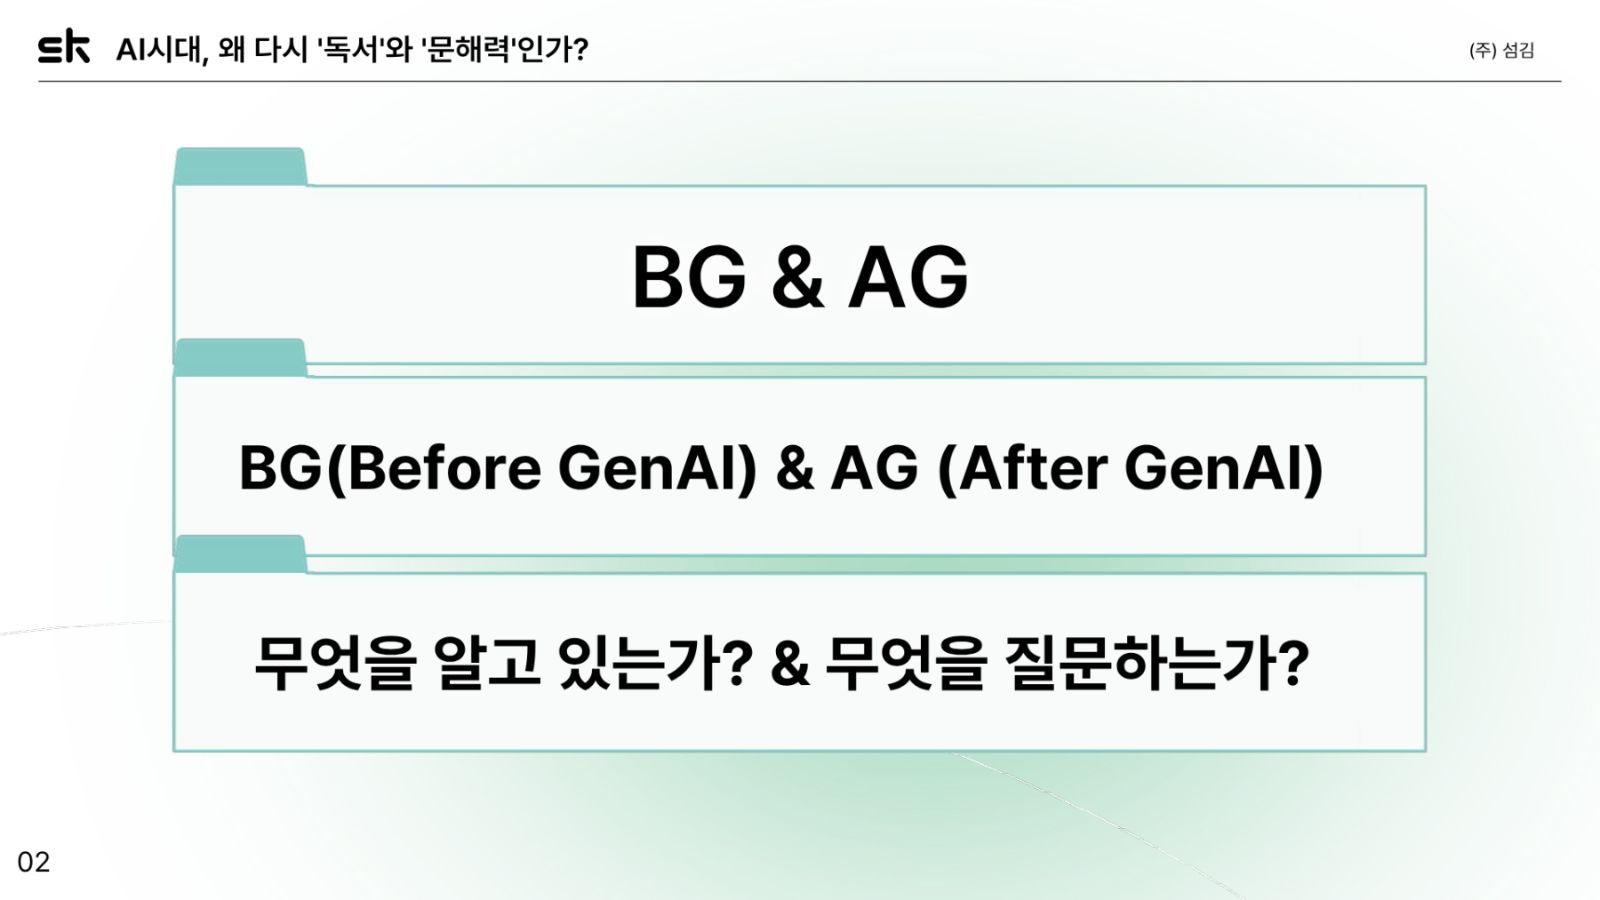 sk AI시대, 왜 다시 '독서'와 '문해력'인가?
(주) 섬김
BG & AG
BG(Before GenAI) & AG (After GenAI)
무엇을 알고 있는가? & 무엇을 질문하는가?
02